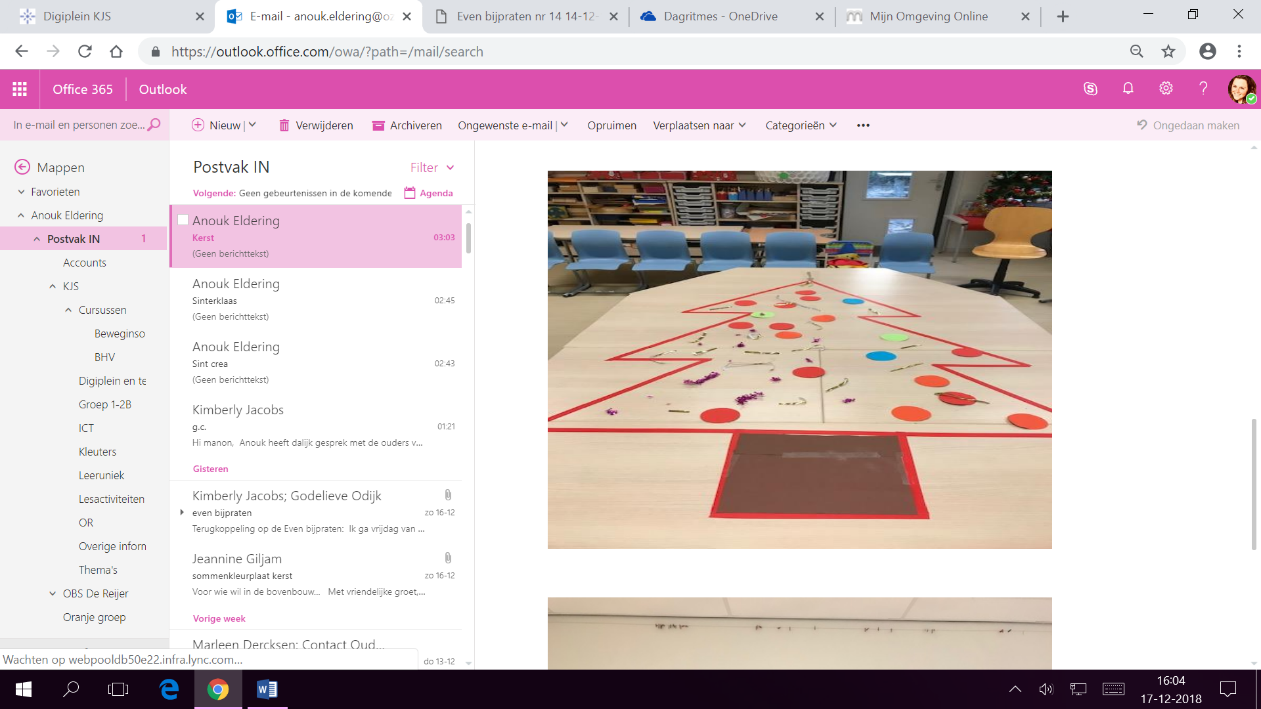 Digiplein KJS
E-mail - anouk.eldering@o
Even bijpraten nr 14 14-12-
Dagritmes - OneDrive
Mijn Omgeving Online
https://outlook.office.com/owa/?path=/mail/search
Office 365
Outlook
In e-mail en personen zoe...
Nieuw
Verwijderen
Archiveren
Ongewenste e-mail
Opruimen
Verplaatsen naar
Categorieën
Ongedaan maken
Mappen
Favorieten
Anouk Eldering
Postvak IN 1
Accounts
KJS
Cursussen
Beweginso
BHV
Digiplein en te
Groep 1-2B
ICT
Kleuters
Leeruniek
Lesactiviteiten
OR
Overige inforn
Thema's
OBS De Reijer
Oranje groep
Postvak IN
Filter
Volgende: Geen gebeurtenissen in de komende
Agenda
Anouk Eldering
Kerst 03:03
(Geen berichttekst)
Anouk Eldering
Sinterklaas 02:45
(Geen berichttekst)
Anouk Eldering
Sint crea 02:43
(Geen berichttekst)
Kimberly Jacobs
g.c. 01:21
Hi manon, Anouk heeft dalijk gesprek met de ouders v...
Gisteren
Kimberly Jacobs; Godelieve Odijk
even bijpraten zo 16-12
Terugkoppeling op de Even bijpraten: Ik ga vrijdag van ...
Jeannine Giljam
sommenkleurplaat kerst zo 16-12
Voor wie wil in de bovenbouw... Met vriendelijke groet,...
Vorige week
Marleen Dercksen; Contact Oud...
do 13-12
Wachten op webpooldb50e22.infra.lync.com...
16:04
17-12-2018